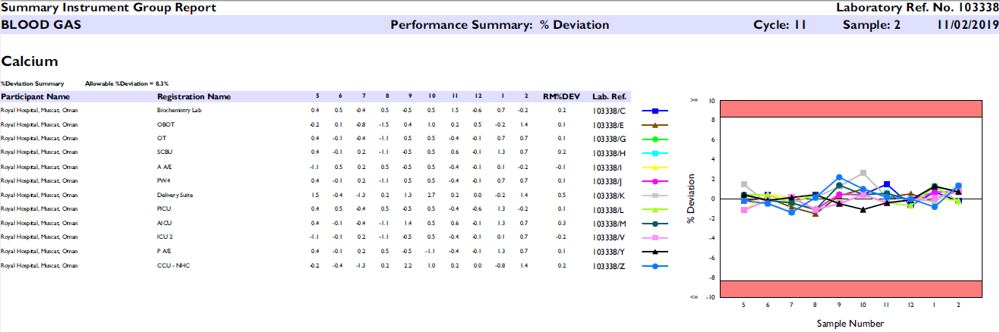 Summary Instrument Group Report Laboratory Ref. No. 103338
BLOOD GAS Performance Summary: % Deviation Cycle: 11 Sample: 2 11/02/2019
Calcium
%Deviation Summary Allowable %Deviation = 8.3%
Participant Name Registration Name 5 6 7 8 9 10 11 12 1 2 RM%DEV Lab. Ref.
Royal Hospital, Muscat, Oman Biochemistry Lab 0.4 0.5 -0.4 0.5 -0.5 0.5 1.5 -0.6 0.7 -0.2 0.2 103338/C
Royal Hospital, Muscat, Oman OBOT -0.2 0.1 -0.8 -1.5 0.4 1.0 0.2 0.5 -0.2 1.4 0.1 103338/E
Royal Hospital, Muscat, Oman OT 0.4 -0.1 -0.4 -1.1 0.5 0.5 -0.4 -0.1 0.7 0.7 0.1 103338/G
Royal Hospital, Muscat, Oman SCBU 0.4 -0.1 0.2 -1.1 0.5 0.5 0.6 -0.1 1.3 0.7 0.2 103338/H
Royal Hospital, Muscat, Oman A A/E -1.1 0.5 0.2 0.5 -0.5 0.5 -0.4 -0.1 0.1 -0.2 -0.1 103338/I
Royal Hospital, Muscat, Oman PW4 0.4 -0.1 0.2 -1.1 0.5 0.5 -0.4 -0.1 0.7 0.7 0.1 103338/J
Royal Hospital, Muscat, Oman Delivery Suite 1.5 -0.4 -1.3 0.2 1.3 2.7 0.2 0.0 -0.2 1.4 0.5 103338/K
Royal Hospital, Muscat, Oman PICU 0.4 0.5 -0.4 0.5 -0.5 0.5 -0.4 -0.6 1.3 -0.2 0.1 103338/L
Royal Hospital, Muscat, Oman AICU 0.4 -0.1 -0.4 -1.1 1.4 0.5 0.6 -0.1 1.3 0.7 0.3 103338/M
Royal Hospital, Muscat, Oman ICU 2 -1.1 -0.1 0.2 -1.1 -0.5 0.5 -0.4 -0.1 0.1 0.7 -0.2 103338/V
Royal Hospital, Muscat, Oman P A/E 0.4 -0.1 0.2 0.5 -0.5 -1.1 -0.4 -0.1 1.3 0.7 0.1 103338/Y
Royal Hospital, Muscat, Oman CCU - NHC -0.2 -0.4 -1.3 0.2 2.2 1.0 0.2 0.0 -0.8 1.4 0.2 103338/Z
>= 10
8
6
4
2
0
-2
-4
-6
-8
<= -10
% Deviation
5 6 7 8 9 10 11 12 1 2
Sample Number